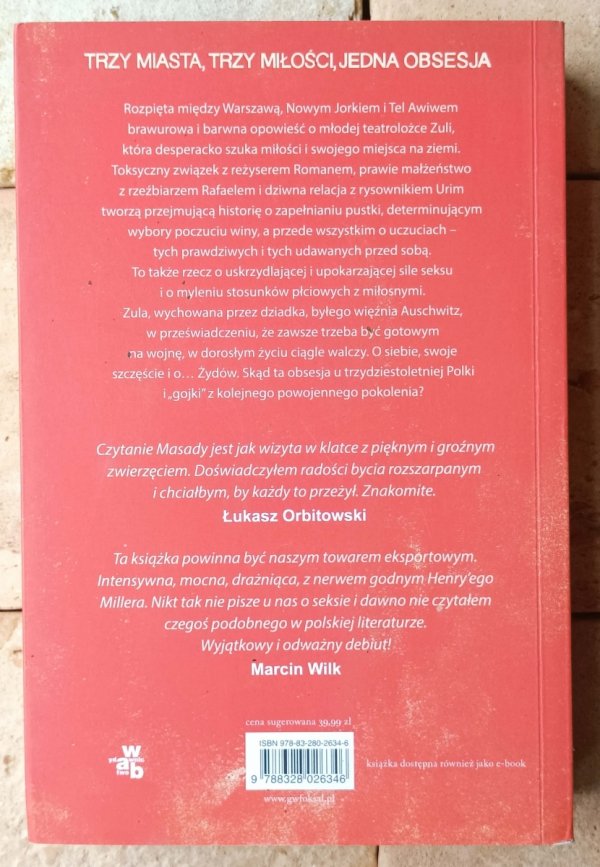 TRZY MIASTA, TRZY MIŁOŚCI, JEDNA OBSESJA
Rozpięta między Warszawą, Nowym Jorkiem i Tel Awiwem
brawurowa i barwna opowieść o młodej teatrolożce Zuli,
która desperacko szuka miłości i swojego miejsca na ziemi.
Toksyczny związek z reżyserem Romanem, prawie małżeństwo
z rzeźbiarzem Rafaelem i dziwna relacja z rysownikiem Urim
tworzą przejmującą historię o zapełnianiu pustki, determinującym
wybory poczuciu winy, a przede wszystkim o uczuciach –
tych prawdziwych i tych udawanych przed sobą.
To także rzecz o uskrzydlającej i upokarzającej sile seksu
i o myleniu stosunków płciowych z miłosnymi.
Zula, wychowana przez dziadka, byłego więźnia Auschwitz,
w przeświadczeniu, że zawsze trzeba być gotowym
na wojnę, w dorosłym życiu ciągle walczy. O siebie, swoje
szczęście i o... Żydów. Skąd ta obsesja u trzydziestoletniej Polki
i „gojki” z kolejnego powojennego pokolenia?
Czytanie Masady jest jak wizyta w klatce z pięknym i groźnym
zwierzęciem. Doświadczyłem radości bycia rozszarpanym
i chciałbym, by każdy to przeżył. Znakomite.
Łukasz Orbitowski
Ta książka powinna być naszym towarem eksportowym.
Intensywna, mocna, drażniąca, z nerwem godnym Henry'ego
Millera. Nikt tak nie pisze u nas o seksie i dawno nie czytałem
czegoś podobnego w polskiej literaturze.
Wyjątkowy i odważny debiut!
Marcin Wilk
cena sugerowana 39,99 zł
ISBN 978-83-280-2634-6
9 788328 026346
www.gwfoksal.pl
książka dostępna również jako e-book
w
yd a wnic
two b